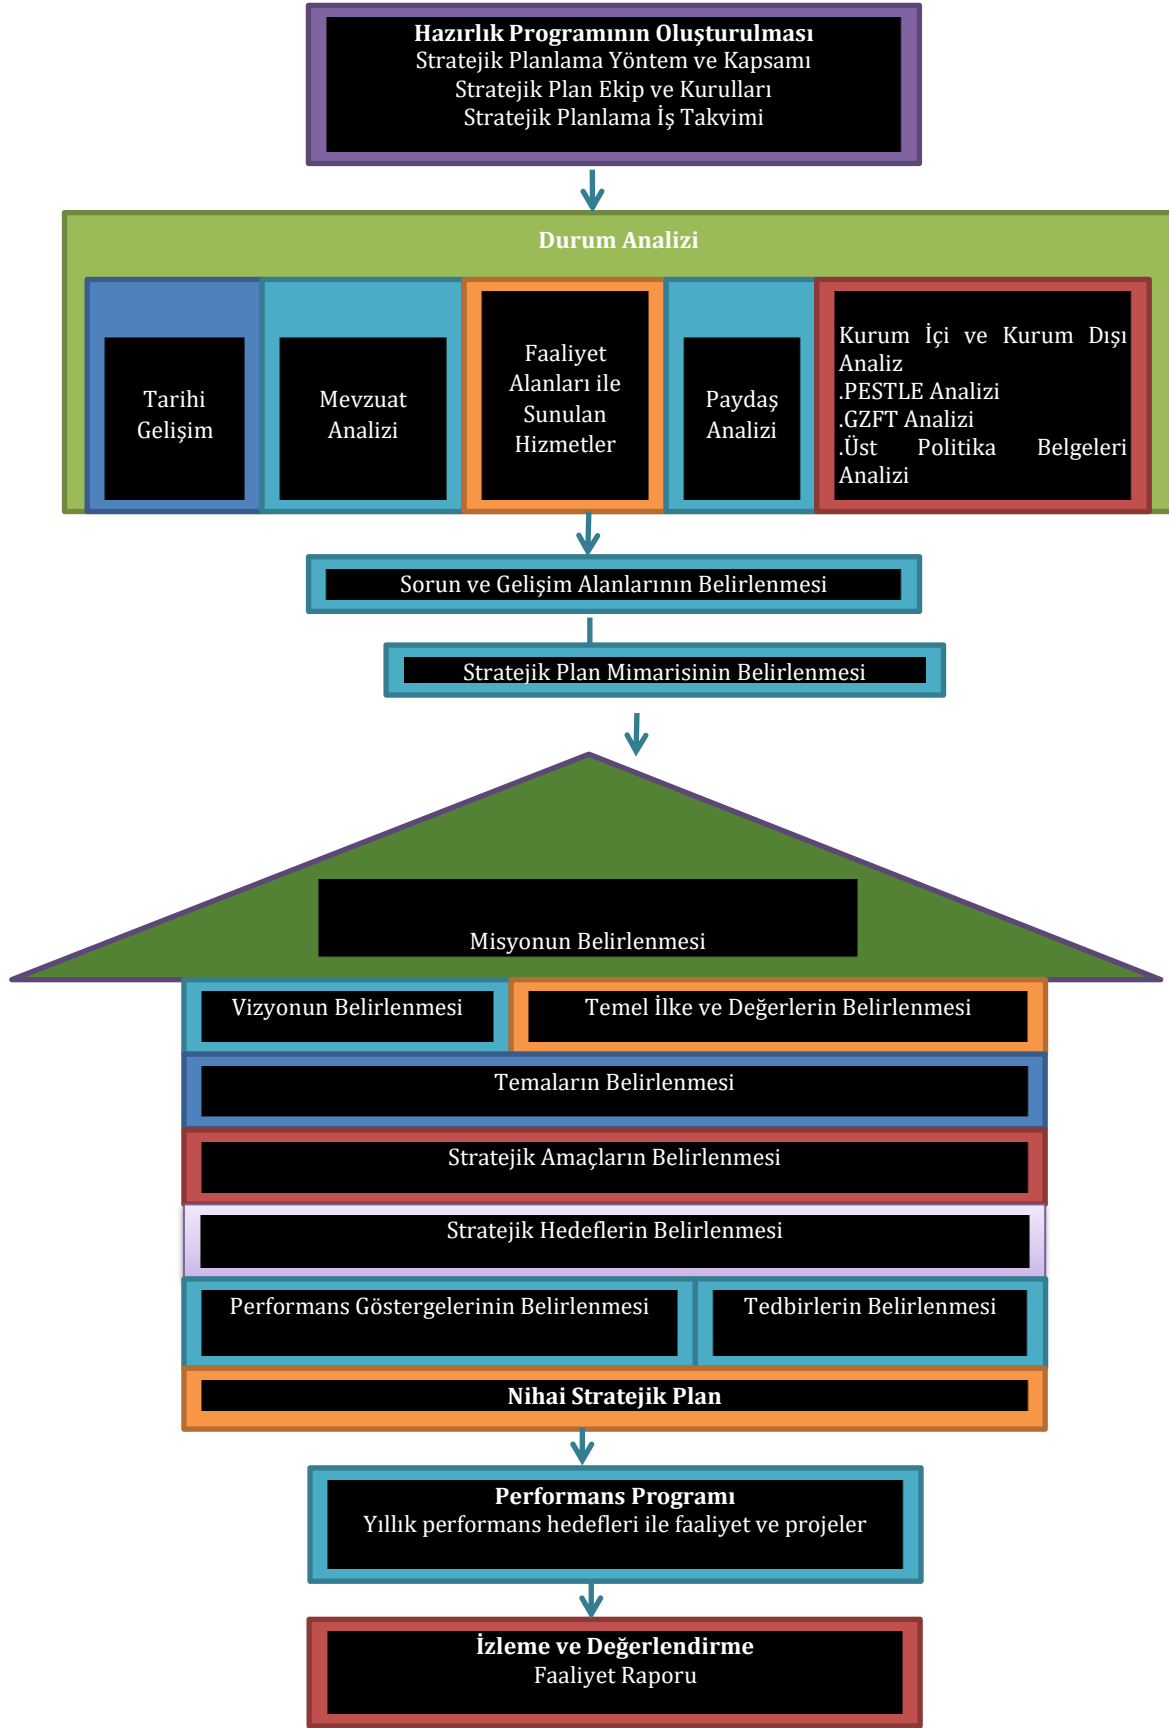 Hazırlık Programının Oluşturulması
Stratejik Planlama Yöntem ve Kapsamı
Stratejik Plan Ekip ve Kurulları
Stratejik Planlama İş Takvimi
Durum Analizi
Tarihi
Gelişim
Mevzuat
Analizi
Faaliyet
Alanları ile
Sunulan
Hizmetler
Paydaş
Analizi
Kurum İçi ve Kurum Dışı
Analiz
.PESTLE Analizi
.GZFT Analizi
.Üst Politika Belgeleri
Analizi
Sorun ve Gelişim Alanlarının Belirlenmesi
Stratejik Plan Mimarisinin Belirlenmesi
Misyonun Belirlenmesi
Vizyonun Belirlenmesi
Temel İlke ve Değerlerin Belirlenmesi
Temaların Belirlenmesi
Stratejik Amaçların Belirlenmesi
Stratejik Hedeflerin Belirlenmesi
Performans Göstergelerinin Belirlenmesi
Tedbirlerin Belirlenmesi
Nihai Stratejik Plan
Performans Programı
Yıllık performans hedefleri ile faaliyet ve projeler
İzleme ve Değerlendirme
Faaliyet Raporu